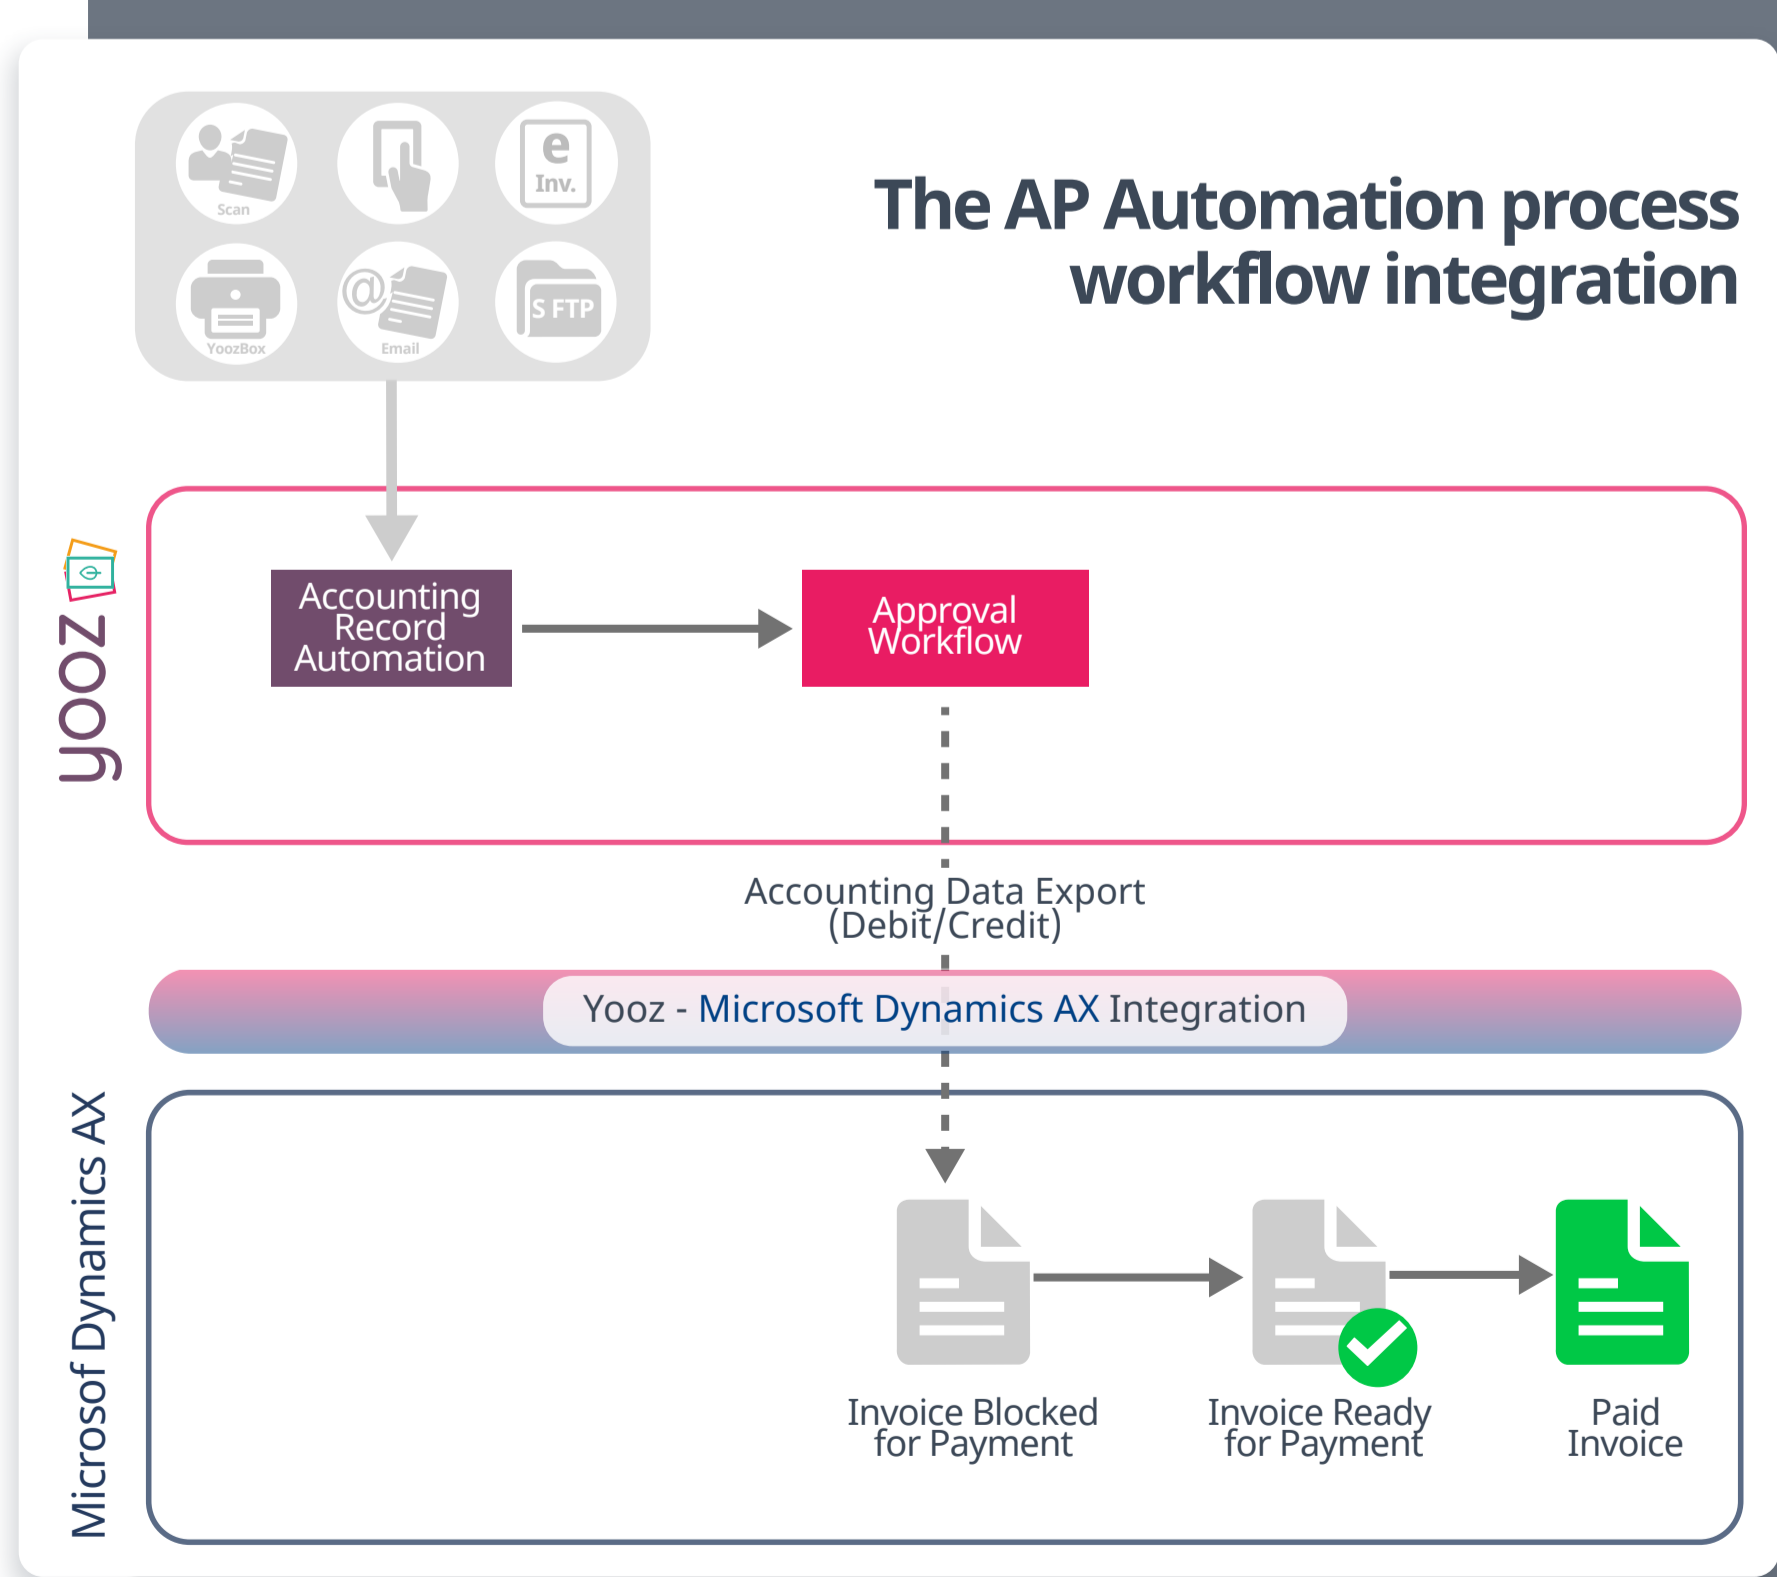 The AP Automation process
workflow integration
Scan
e
Inv.
YoozBox
@
Email
S FTP
yooz
Accounting
Record
Automation
Approval
Workflow
Accounting Data Export
(Debit/Credit)
Yooz - Microsoft Dynamics AX Integration
Microsof Dynamics AX
Invoice Blocked
for Payment
Invoice Ready
for Payment
Paid
Invoice